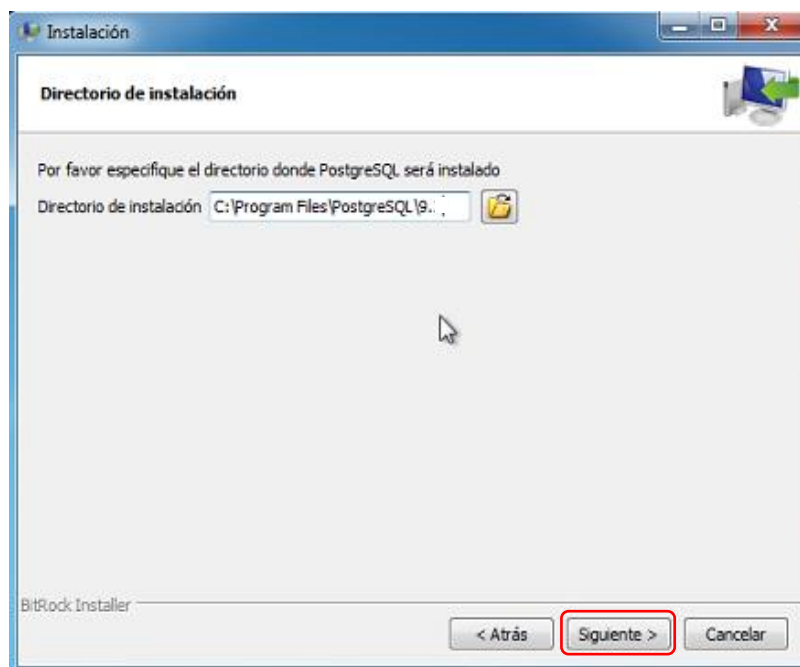 Instalación
Directorio de instalación
Por favor especifique el directorio donde PostgreSQL será instalado
Directorio de instalación C:\Program Files\PostgreSQL\9.
BitRock Installer
< Atrás Siguiente > Cancelar